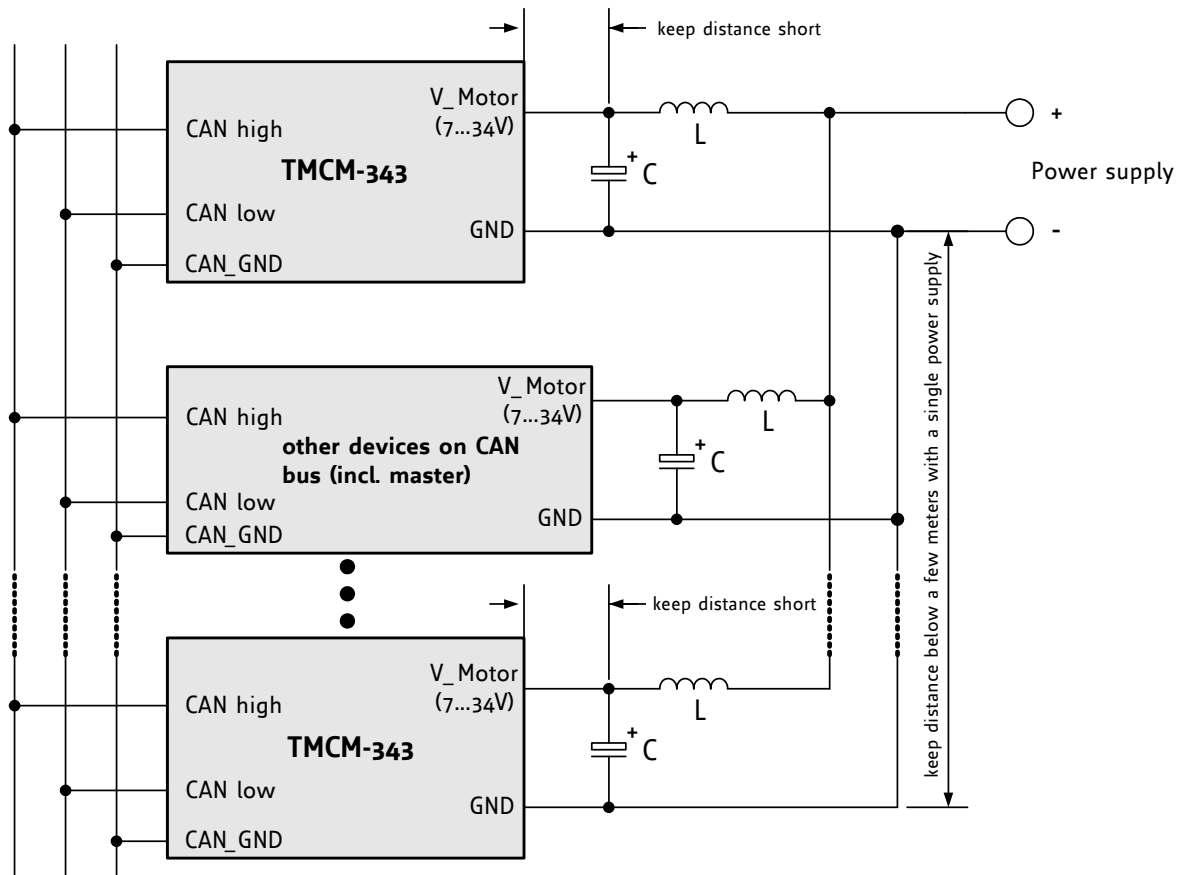 keep distance short
V_Motor
(7...34V)
CAN high
TMCM-343
CAN low
GND
CAN_GND
L
+
C
+
Power supply
-
keep distance below a few meters with a single power supply
V_Motor
(7...34V)
CAN high
other devices on CAN
bus (incl. master)
CAN low
GND
CAN_GND
L
+
C
keep distance short
V_Motor
(7...34V)
CAN high
TMCM-343
CAN low
GND
CAN_GND
L
+
C